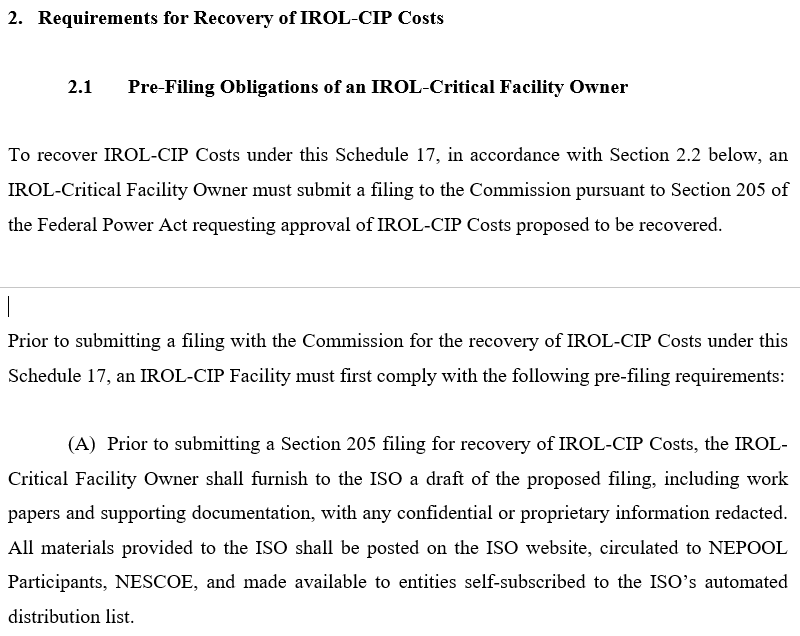 2. Requirements for Recovery of IROL-CIP Costs
2.1 Pre-Filing Obligations of an IROL-Critical Facility Owner
To recover IROL-CIP Costs under this Schedule 17, in accordance with Section 2.2 below, an
IROL-Critical Facility Owner must submit a filing to the Commission pursuant to Section 205 of
the Federal Power Act requesting approval of IROL-CIP Costs proposed to be recovered.
Prior to submitting a filing with the Commission for the recovery of IROL-CIP Costs under this
Schedule 17, an IROL-CIP Facility must first comply with the following pre-filing requirements:
(A) Prior to submitting a Section 205 filing for recovery of IROL-CIP Costs, the IROL-
Critical Facility Owner shall furnish to the ISO a draft of the proposed filing, including work
papers and supporting documentation, with any confidential or proprietary information redacted.
All materials provided to the ISO shall be posted on the ISO website, circulated to NEPOOL
Participants, NESCOE, and made available to entities self-subscribed to the ISO’s automated
distribution list.